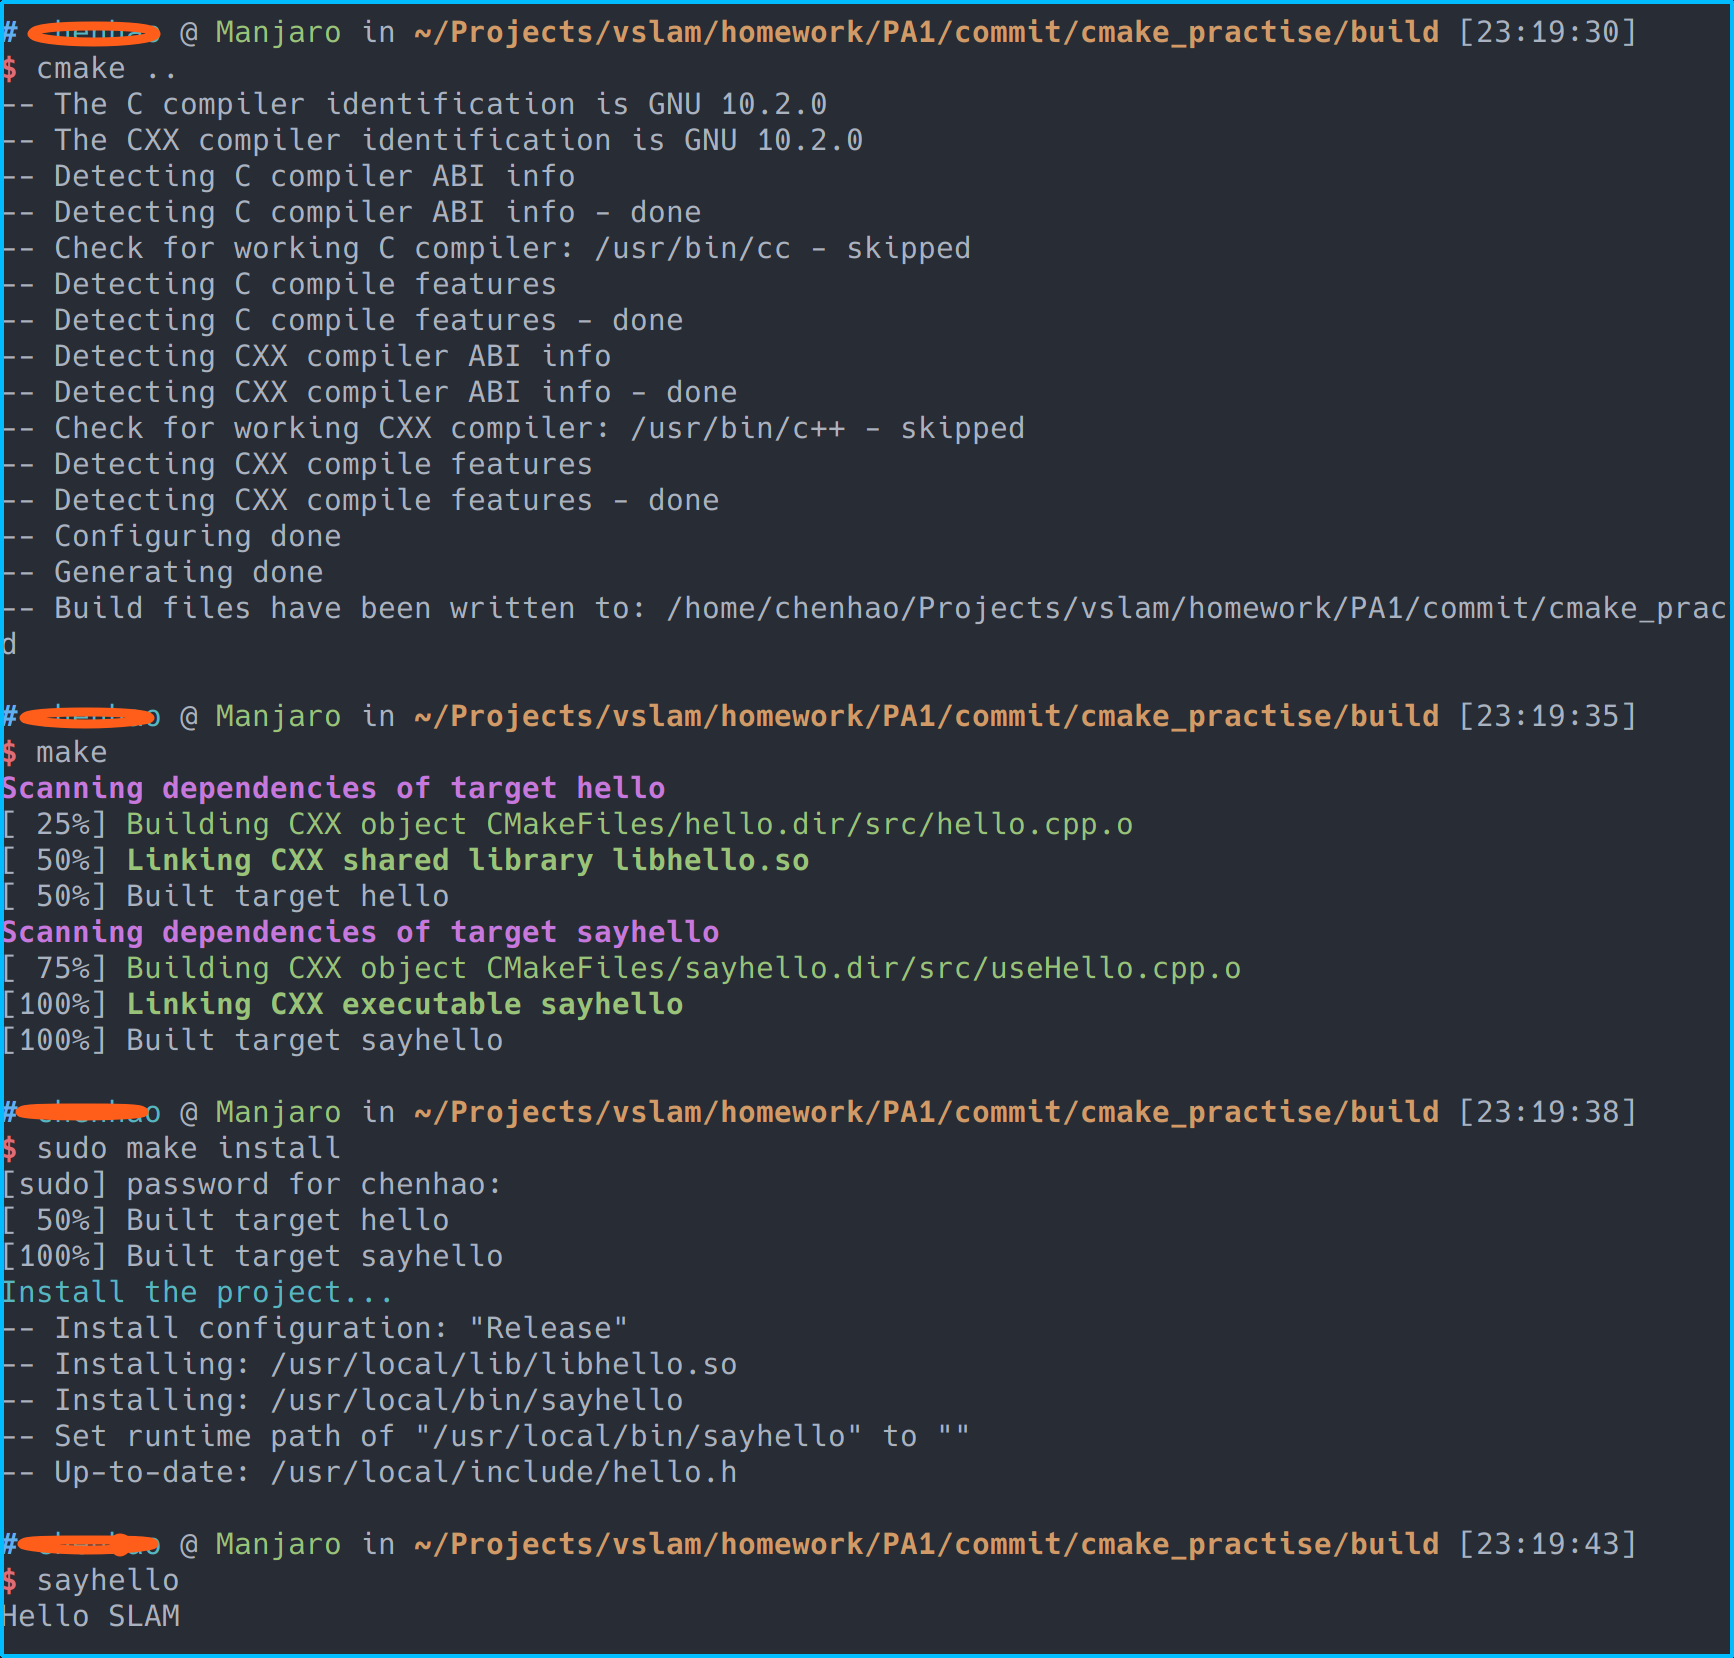 # @ Manjaro in ~/Projects/vslam/homework/PA1/commit/cmake_practise/build [23:19:30]
$ cmake ..
-- The C compiler identification is GNU 10.2.0
-- The CXX compiler identification is GNU 10.2.0
-- Detecting C compiler ABI info
-- Detecting C compiler ABI info - done
-- Check for working C compiler: /usr/bin/cc - skipped
-- Detecting C compile features
-- Detecting C compile features - done
-- Detecting CXX compiler ABI info
-- Detecting CXX compiler ABI info - done
-- Check for working CXX compiler: /usr/bin/c++ - skipped
-- Detecting CXX compile features
-- Detecting CXX compile features - done
-- Configuring done
-- Generating done
-- Build files have been written to: /home/chenhao/Projects/vslam/homework/PA1/commit/cmake_prac
d
# @ Manjaro in ~/Projects/vslam/homework/PA1/commit/cmake_practise/build [23:19:35]
$ make
Scanning dependencies of target hello
[ 25%] Building CXX object CMakeFiles/hello.dir/src/hello.cpp.o
[ 50%] Linking CXX shared library libhello.so
[ 50%] Built target hello
Scanning dependencies of target sayhello
[ 75%] Building CXX object CMakeFiles/sayhello.dir/src/useHello.cpp.o
[100%] Linking CXX executable sayhello
[100%] Built target sayhello
# @ Manjaro in ~/Projects/vslam/homework/PA1/commit/cmake_practise/build [23:19:38]
$ sudo make install
[sudo] password for chenhao:
[ 50%] Built target hello
[100%] Built target sayhello
Install the project...
-- Install configuration: "Release"
-- Installing: /usr/local/lib/libhello.so
-- Installing: /usr/local/bin/sayhello
-- Set runtime path of "/usr/local/bin/sayhello" to ""
-- Up-to-date: /usr/local/include/hello.h
# @ Manjaro in ~/Projects/vslam/homework/PA1/commit/cmake_practise/build [23:19:43]
$ sayhello
Hello SLAM